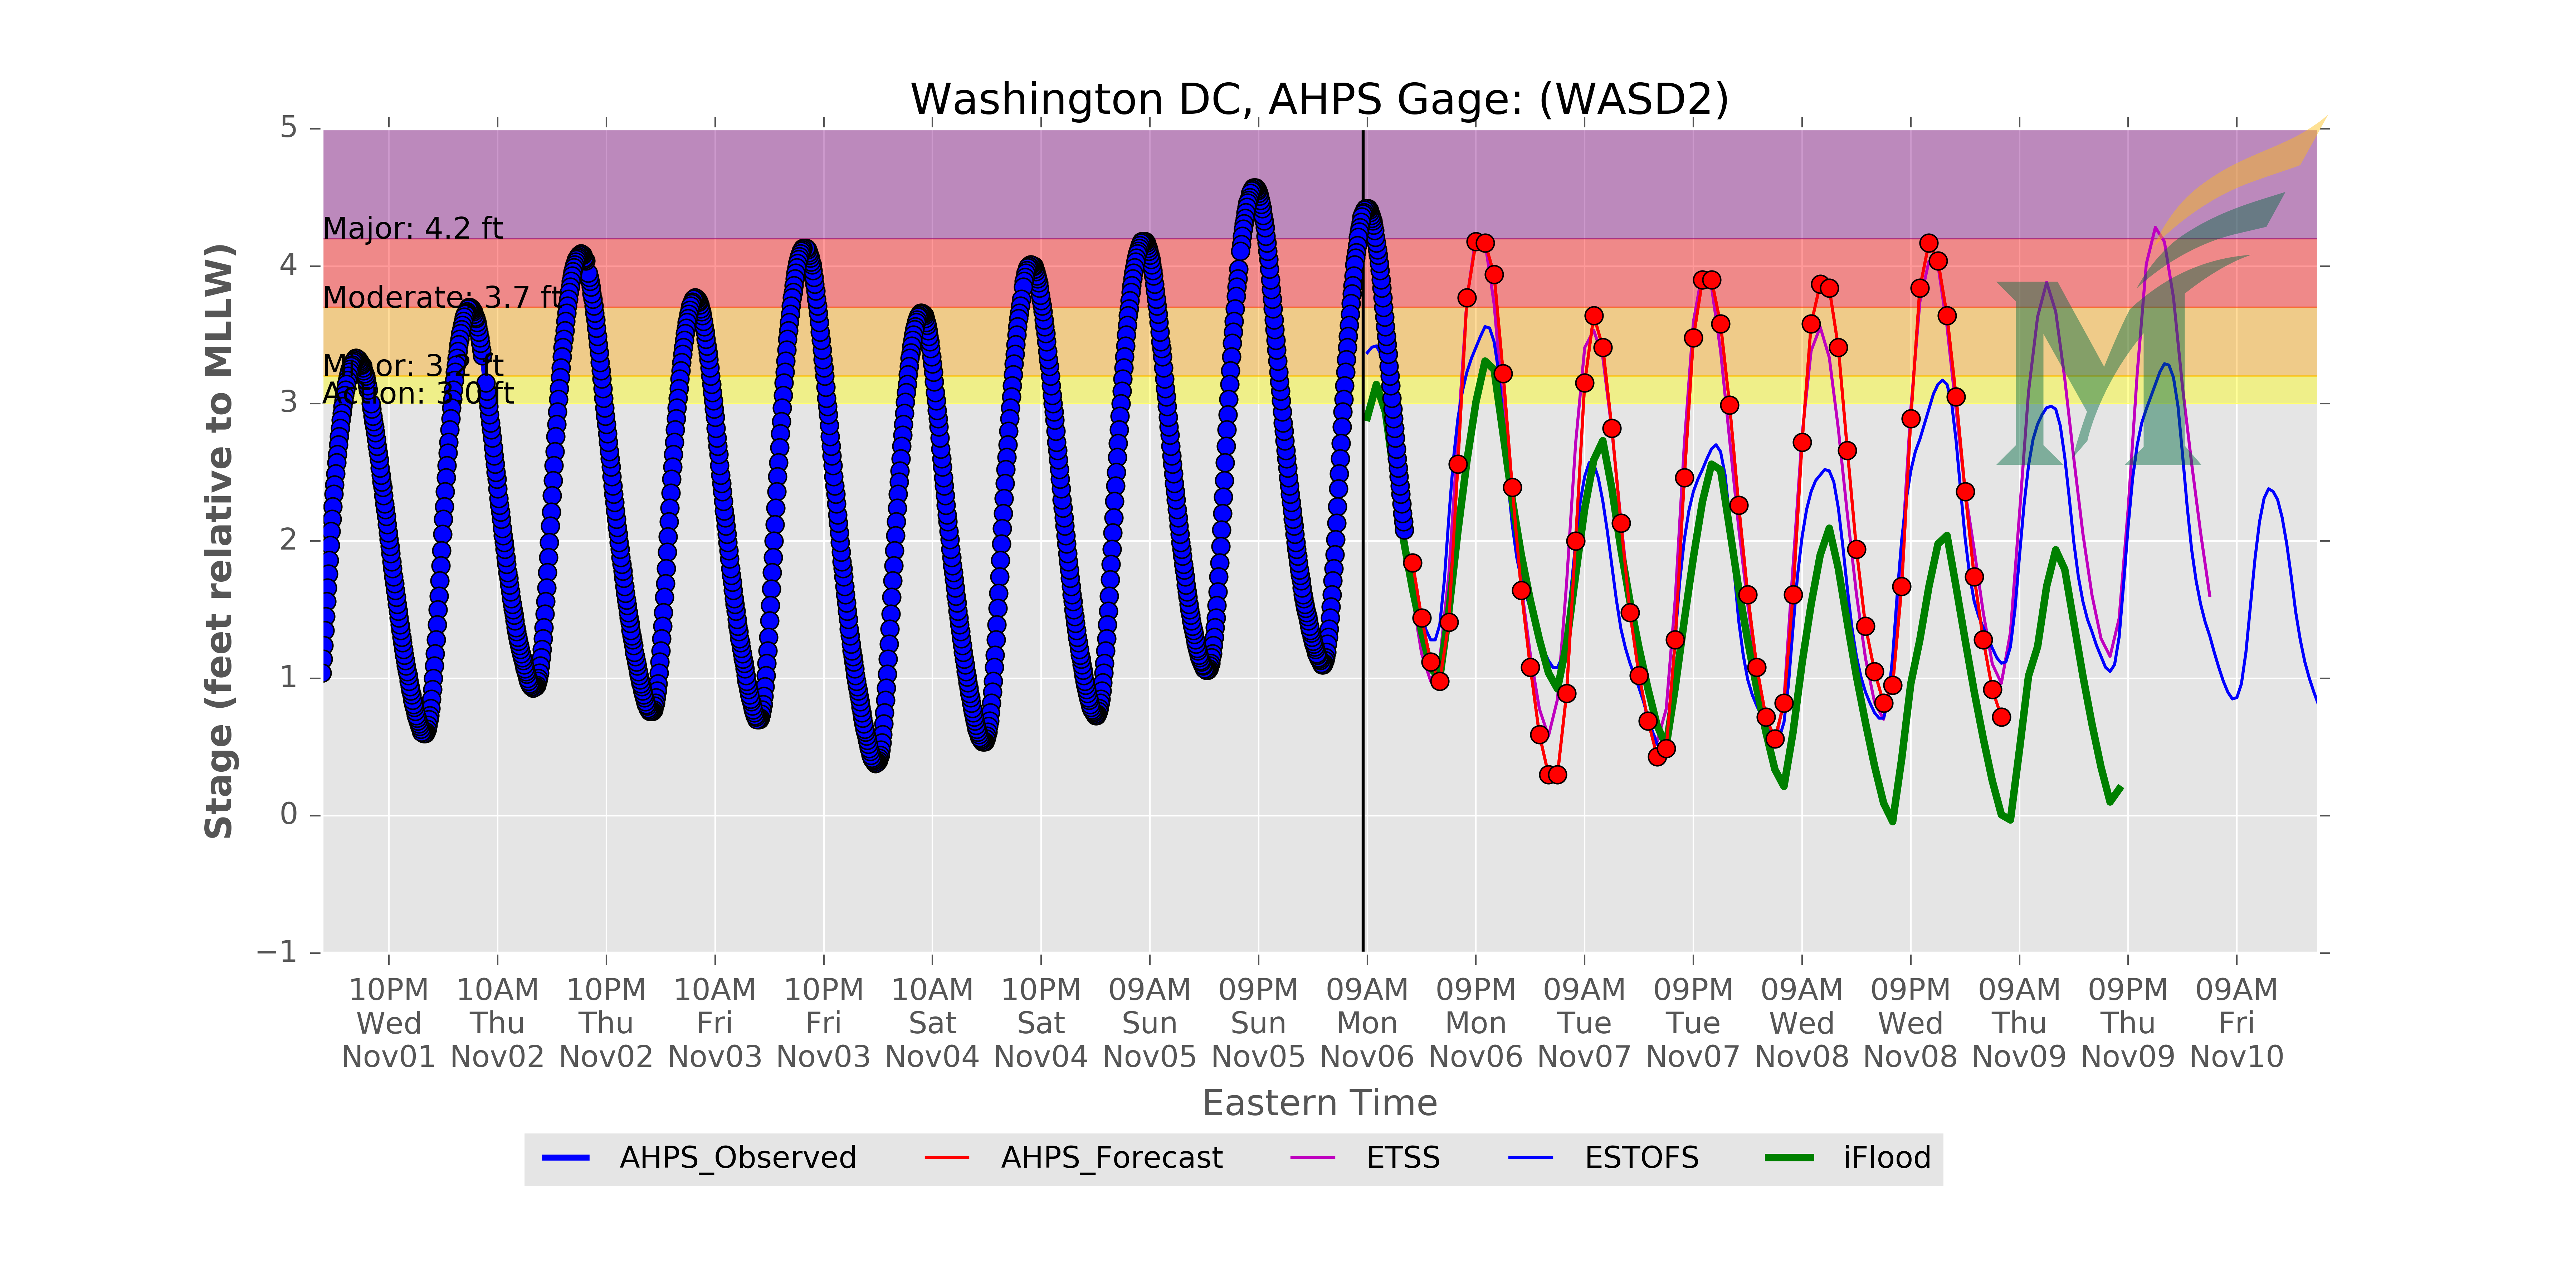 Washington DC, AHPS Gage: (WASD2)
Stage (feet relative to MLLW)
5
4
3
2
1
0
−1
Major: 4.2 ft
Moderate: 3.7 ft
Minor: 3.2 ft
Action: 3.0 ft
10PM 10AM 10PM 10AM 10PM 10AM 10PM 09AM 09PM 09AM 09PM 09AM 09PM 09AM 09PM 09AM 09PM 09AM
Wed Thu Thu Fri Fri Sat Sat Sun Sun Mon Mon Tue Tue Wed Wed Thu Thu Fri
Nov01 Nov02 Nov02 Nov03 Nov03 Nov04 Nov04 Nov05 Nov05 Nov06 Nov06 Nov07 Nov07 Nov08 Nov08 Nov09 Nov09 Nov10
Eastern Time
AHPS_Observed AHPS_Forecast ETSS ESTOFS iFlood